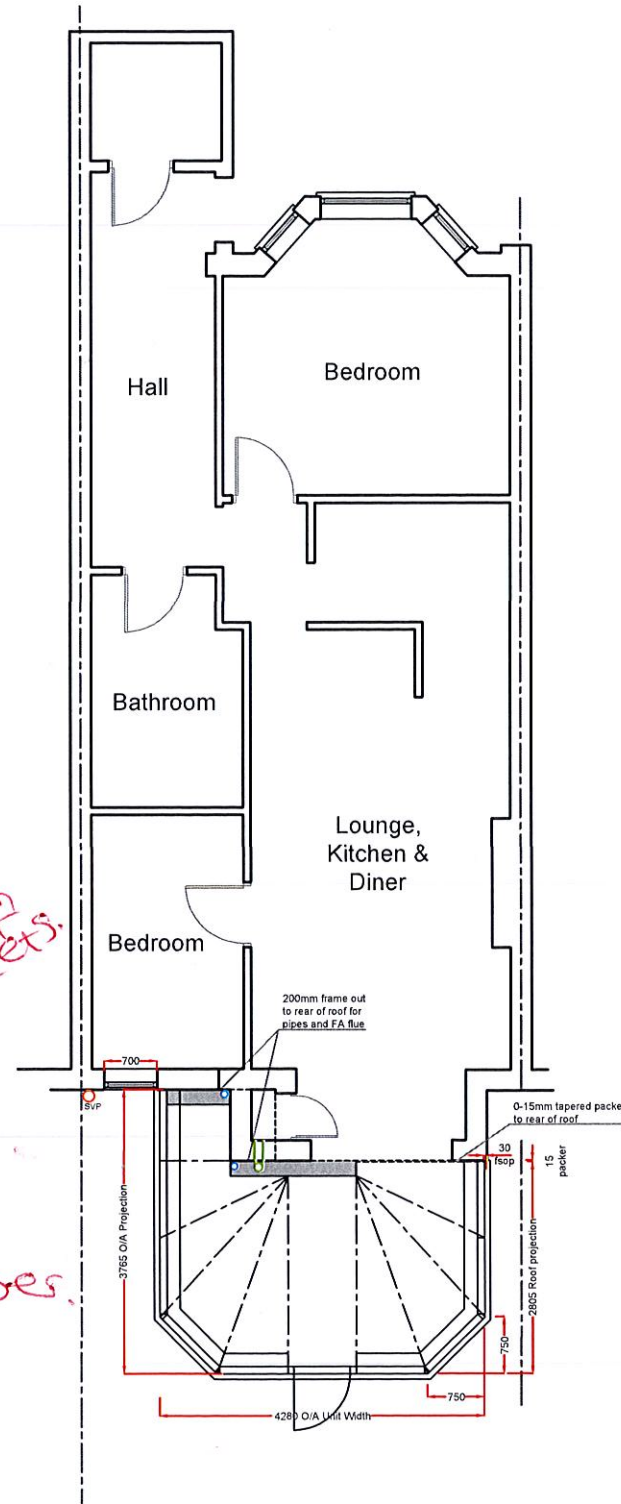 Hall
Bedroom
Bathroom
Lounge,
Kitchen &
Diner
Bedroom
200mm frame out
to rear of roof for
pipes and FA flue
700
SVP
0-15mm tapered packe
to rear of roof
30
fsop
15
packer
3765 O/A Projection
2805 Roof projection
750
750
4280 O/A Unit Width